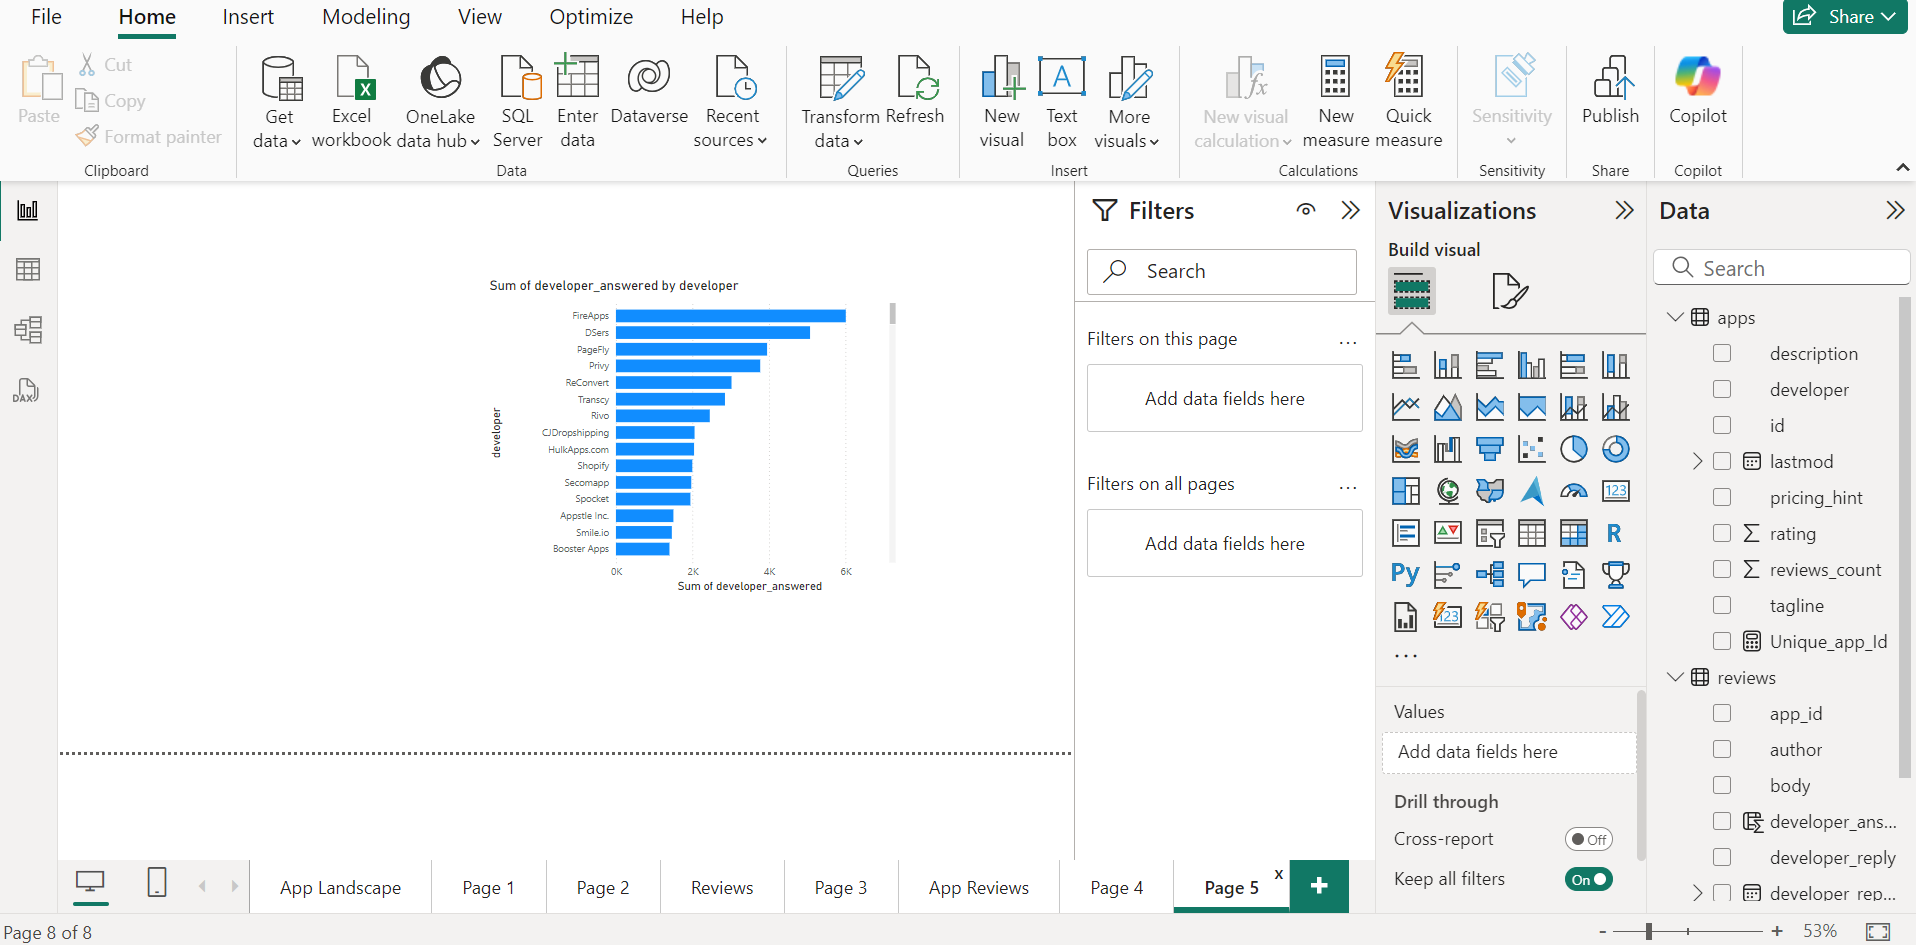 File Home Insert Modeling View Optimize Help
Share
Paste
Cut
Copy
Format painter
Clipboard
Get data
Excel workbook
OneLake data hub
SQL Server
Enter data
Dataverse
Recent sources
Data
Transform data
Refresh
Queries
New visual
Text box
More visuals
Insert
New visual calculation
New measure
Quick measure
Calculations
Sensitivity
Sensitivity
Publish
Share
Copilot
Copilot
Sum of developer_answered by developer
developer
FireApps
DSers
PageFly
Privy
ReConvert
Transcy
Rivo
CJDropshipping
HulkApps.com
Shopify
Secomapp
Spocket
Appstle Inc.
Smile.io
Booster Apps
0K 2K 4K 6K
Sum of developer_answered
Filters
Search
Filters on this page ...
Add data fields here
Filters on all pages ...
Add data fields here
Visualizations
Build visual
123
R
Py
123
...
Values
Add data fields here
Drill through
Cross-report Off
Keep all filters On
Data
Search
apps
description
developer
id
lastmod
pricing_hint
rating
reviews_count
tagline
Unique_app_Id
reviews
app_id
author
body
developer_ans...
developer_reply
developer_rep...
App Landscape Page 1 Page 2 Reviews Page 3 App Reviews Page 4 Page 5 x +
Page 8 of 8
- + 53%